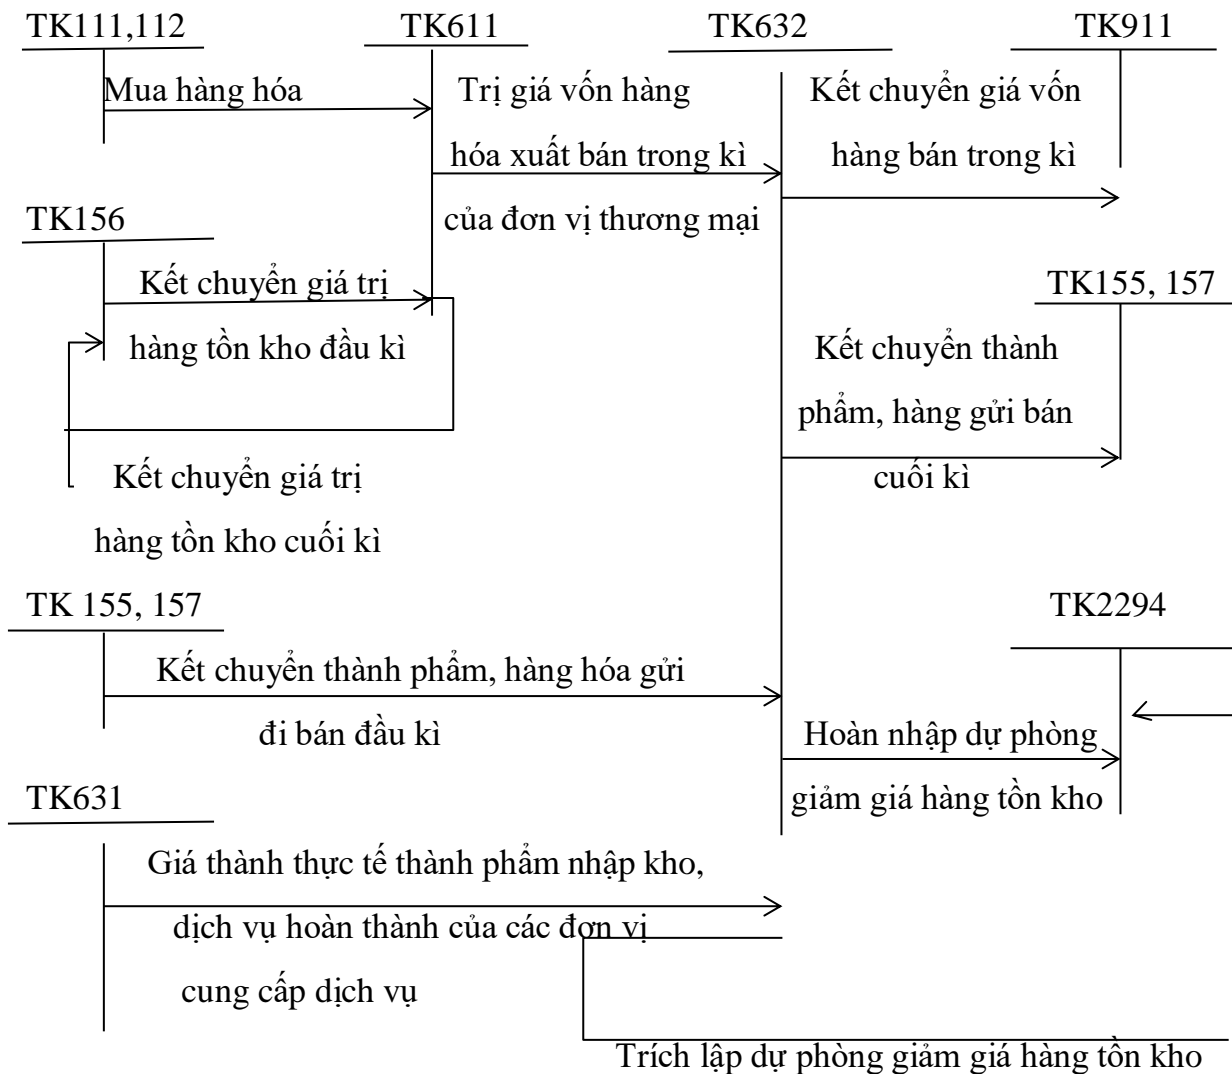 TK111,112
TK611
TK632
TK911
Mua hàng hóa
Trị giá vốn hàng
hóa xuất bán trong kì
của đơn vị thương mại
Kết chuyển giá vốn
hàng bán trong kì
TK156
Kết chuyển giá trị
hàng tồn kho đầu kì
TK155, 157
Kết chuyển thành
phẩm, hàng gửi bán
cuối kì
Kết chuyển giá trị
hàng tồn kho cuối kì
TK 155, 157
TK2294
Kết chuyển thành phẩm, hàng hóa gửi
đi bán đầu kì
Hoàn nhập dự phòng
giảm giá hàng tồn kho
TK631
Giá thành thực tế thành phẩm nhập kho,
dịch vụ hoàn thành của các đơn vị
cung cấp dịch vụ
Trích lập dự phòng giảm giá hàng tồn kho